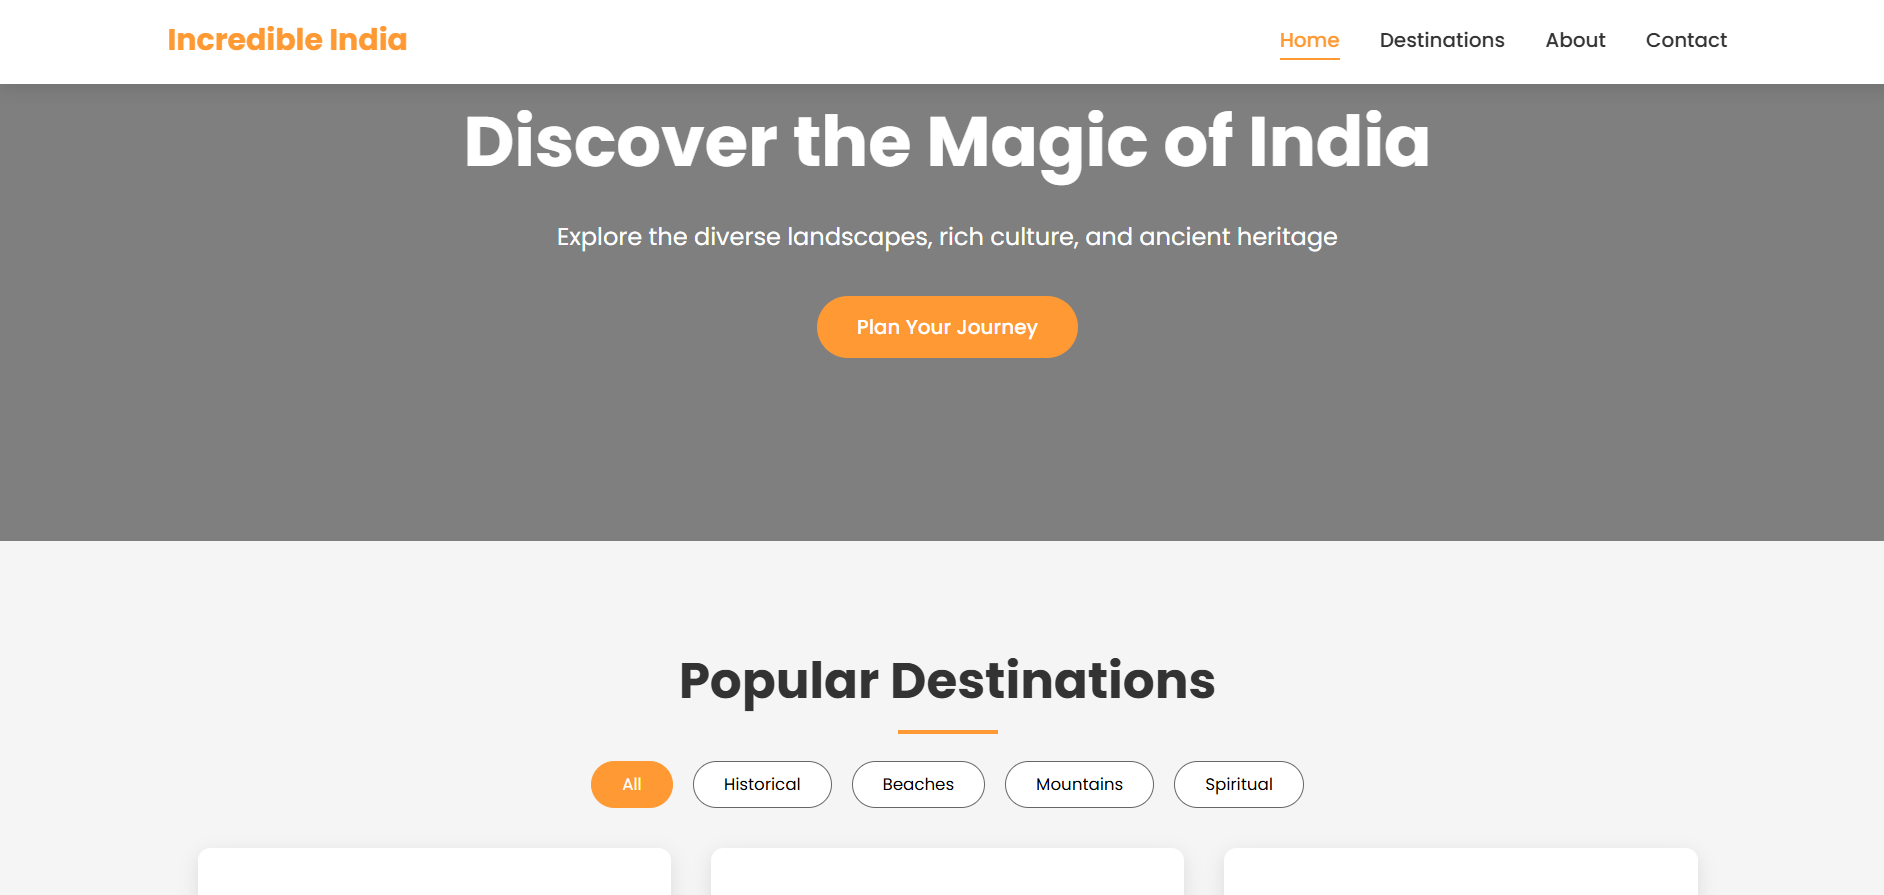 Incredible India
Home Destinations About Contact
Discover the Magic of India
Explore the diverse landscapes, rich culture, and ancient heritage
Plan Your Journey
Popular Destinations
All Historical Beaches Mountains Spiritual